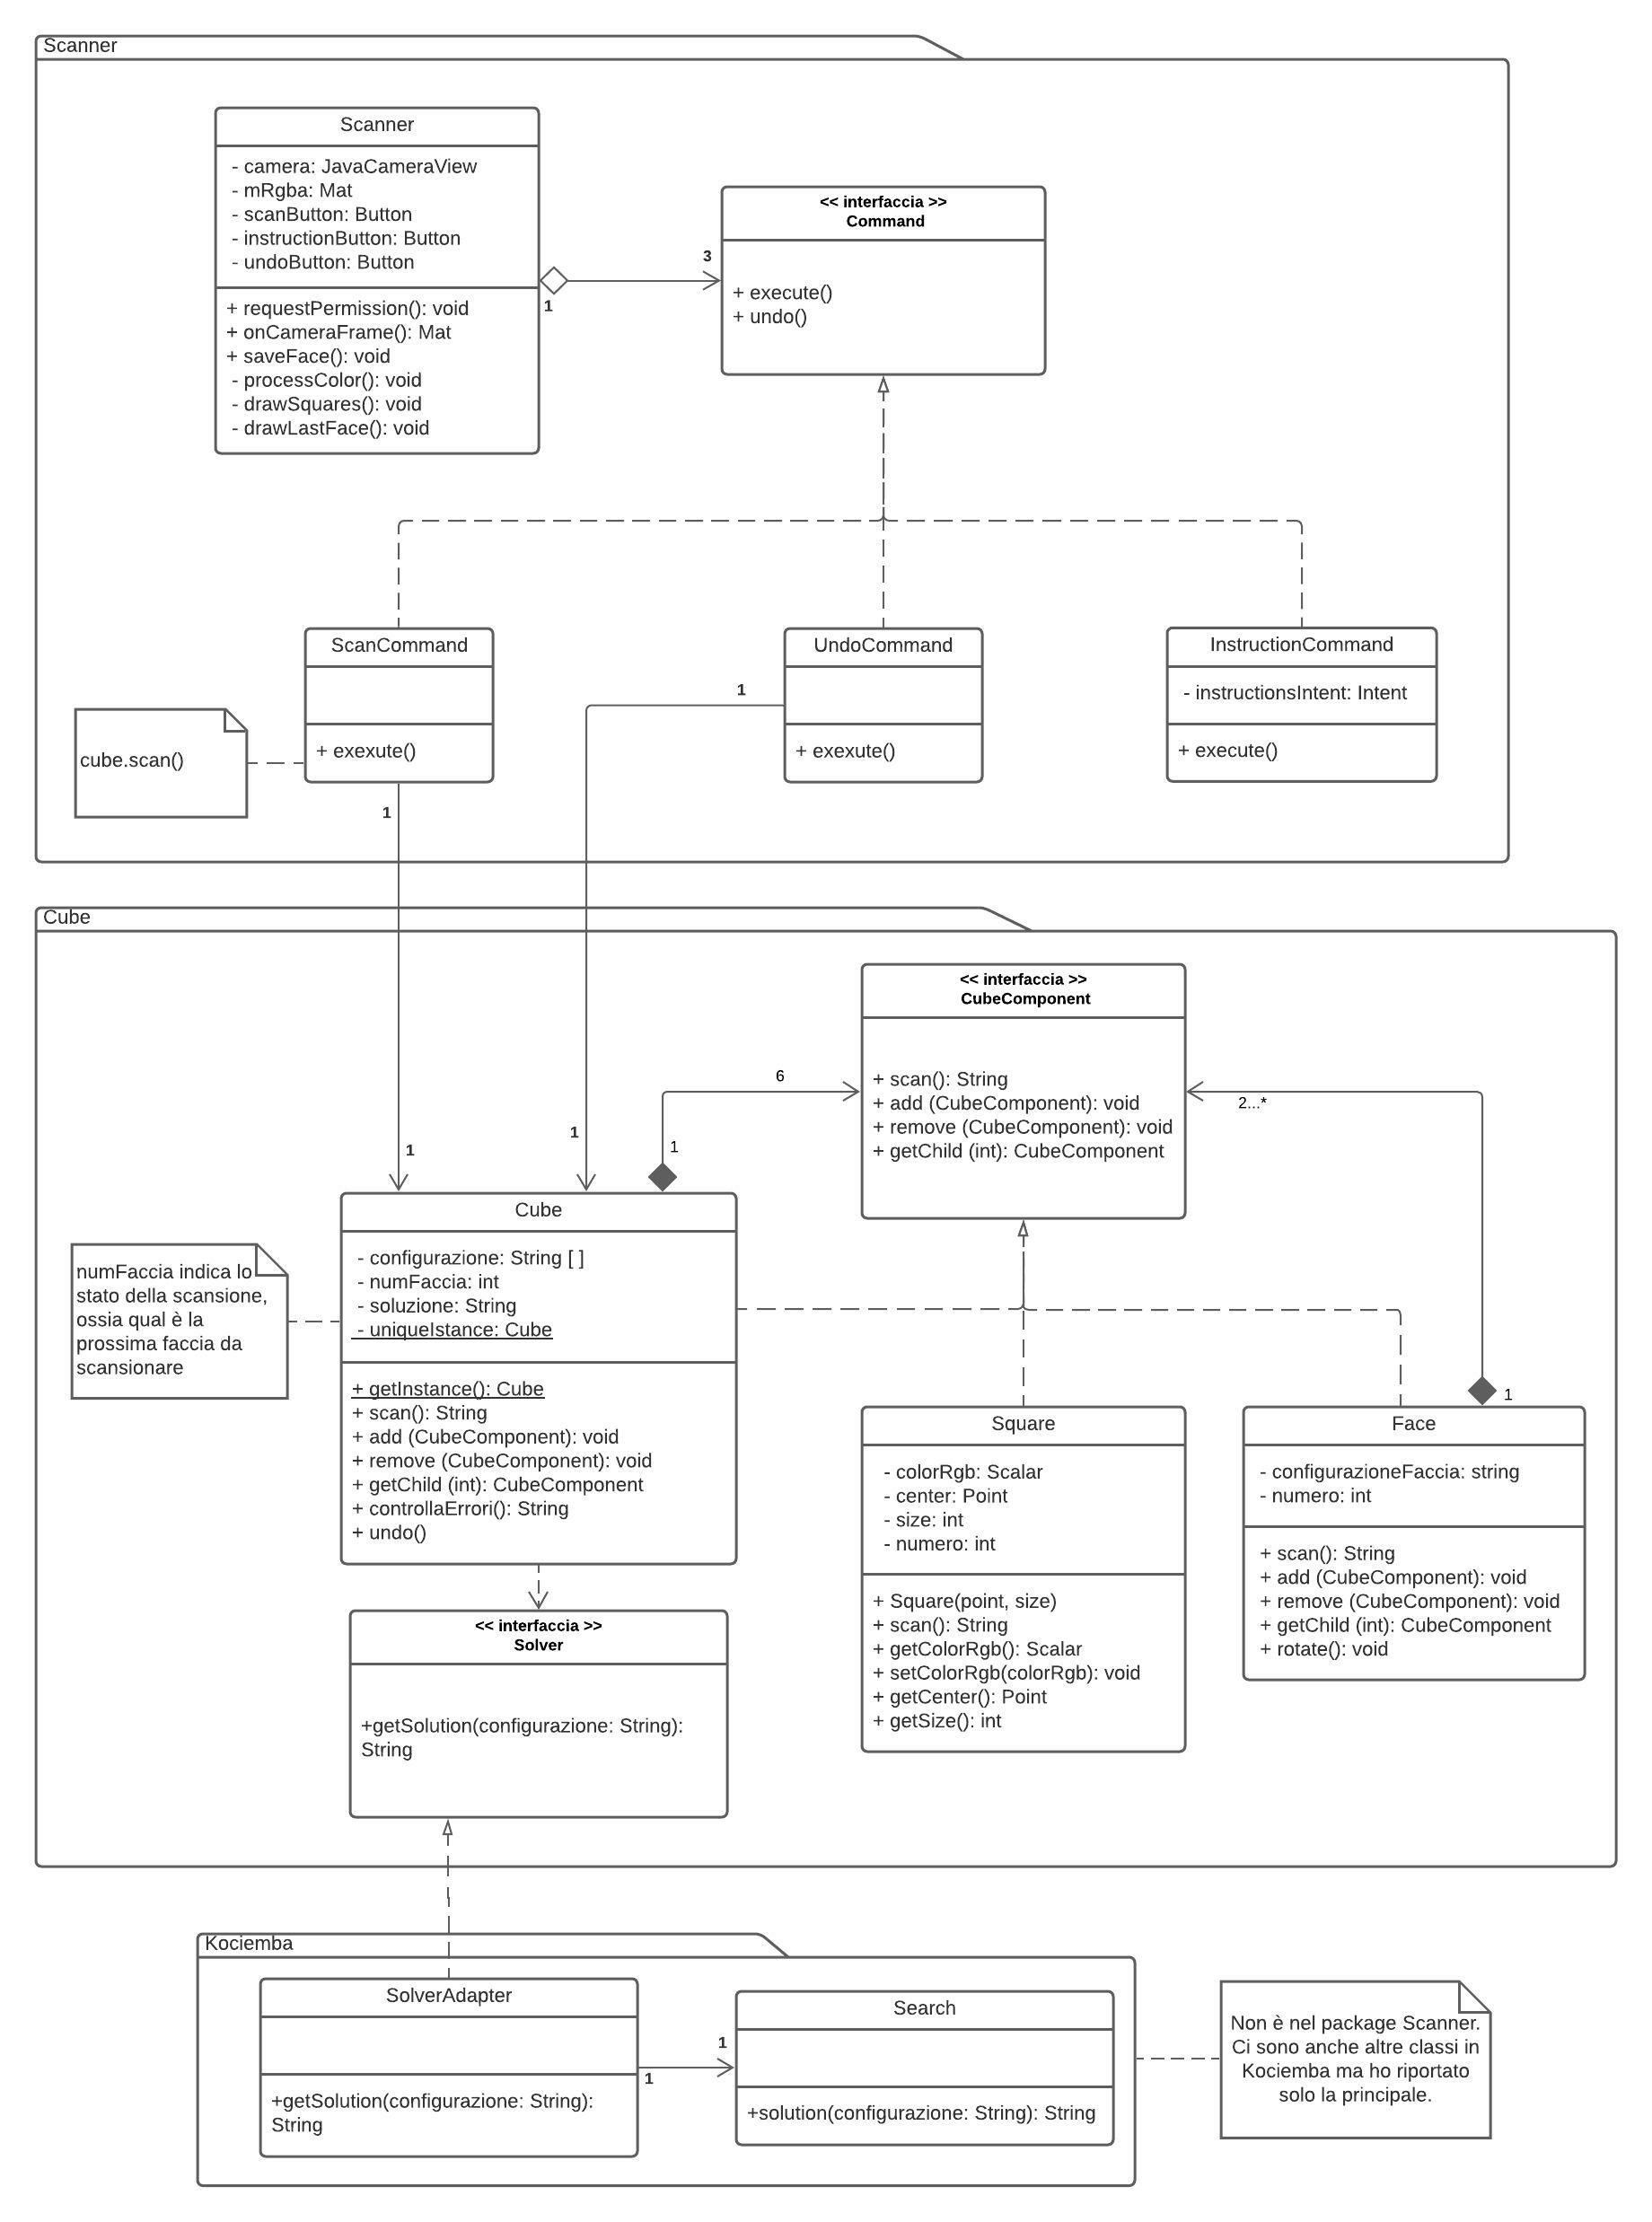 Scanner
Scanner
- camera: JavaCameraView
- mRgba: Mat
- scanButton: Button
- instructionButton: Button
- undoButton: Button
+ requestPermission(): void
+ onCameraFrame(): Mat
+ saveFace(): void
- processColor(): void
- drawSquares(): void
- drawLastFace(): void
1
3
<< interfaccia >>
Command
+ execute()
+ undo()
ScanCommand
+ exexute()
cube.scan()
1
UndoCommand
+ exexute()
1
InstructionCommand
- instructionsIntent: Intent
+ execute()
Cube
<< interfaccia >>
CubeComponent
+ scan(): String
+ add (CubeComponent): void
+ remove (CubeComponent): void
+ getChild (int): CubeComponent
6
2...*
1
1
1
Cube
- configurazione: String [ ]
- numFaccia: int
- soluzione: String
- uniqueIstance: Cube
+ getInstance(): Cube
+ scan(): String
+ add (CubeComponent): void
+ remove (CubeComponent): void
+ getChild (int): CubeComponent
+ controllaErrori(): String
+ undo()
numFaccia indica lo
stato della scansione,
ossia qual è la
prossima faccia da
scansionare
Square
- colorRgb: Scalar
- center: Point
- size: int
- numero: int
+ Square(point, size)
+ scan(): String
+ getColorRgb(): Scalar
+ setColorRgb(colorRgb): void
+ getCenter(): Point
+ getSize(): int
1
Face
- configurazioneFaccia: string
- numero: int
+ scan(): String
+ add (CubeComponent): void
+ remove (CubeComponent): void
+ getChild (int): CubeComponent
+ rotate(): void
<< interfaccia >>
Solver
+getSolution(configurazione: String):
String
Kociemba
SolverAdapter
+getSolution(configurazione: String):
String
1
1
Search
+solution(configurazione: String): String
Non è nel package Scanner.
Ci sono anche altre classi in
Kociemba ma ho riportato
solo la principale.